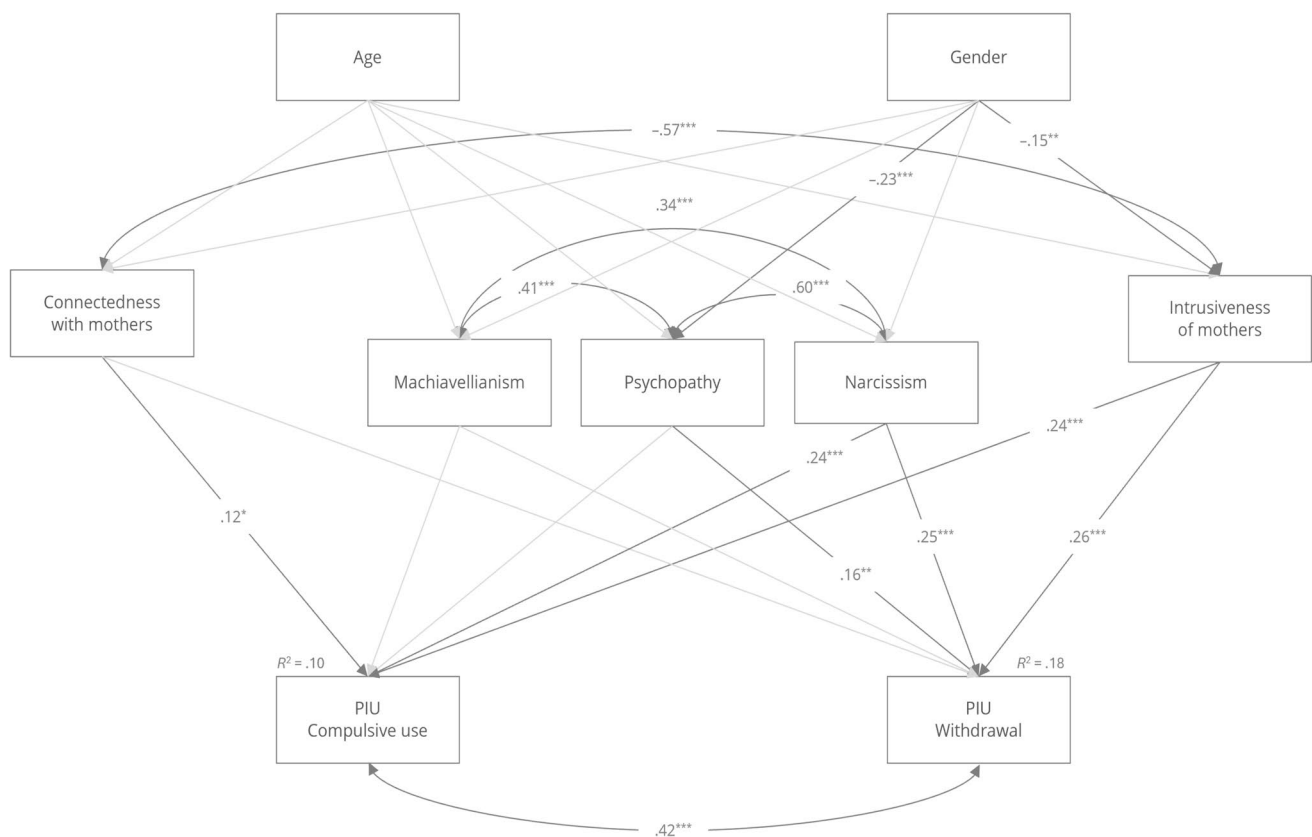 Age
Gender
–.57***
–.15**
–.23***
.34***
.41***
.60***
Connectedness
with mothers
Intrusiveness
of mothers
Machiavellianism
Psychopathy
Narcissism
.24***
.24***
.12*
.25***
.26***
.16**
R² = .10
R² = .18
PIU
Compulsive use
PIU
Withdrawal
.42***